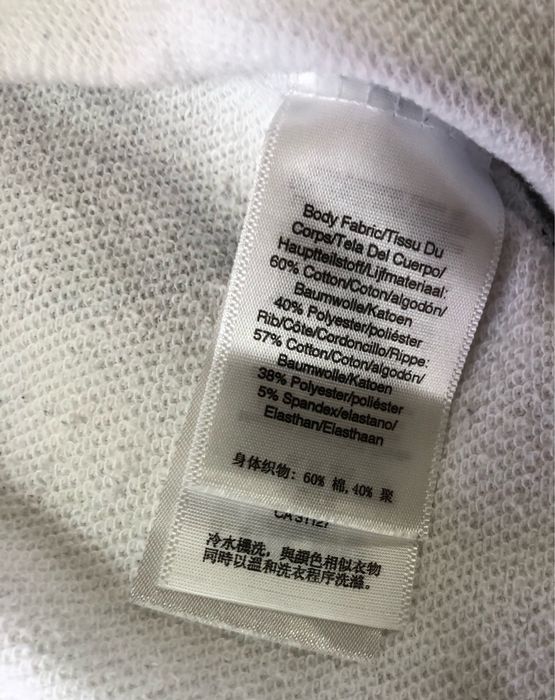 Body Fabric/Tissu Du
Corps/Tela Del Cuerpo/
Hauptteilstoff/Lijfmateriaal:
60% Cotton/Coton/algodón/
Baumwolle/Katoen
40% Polyester/poliéster
Rib/Côte/Cordoncillo/Rippe:
57% Cotton/Coton/algodón/
Baumwolle/Katoen
38% Polyester/poliéster
5% Spandex/elastano/
Elasthan/Elasthaan
身体织物: 60% 棉,40% 聚
CA 31127
冷水機洗，與顏色相似衣物
同時以溫和洗衣程序洗滌。